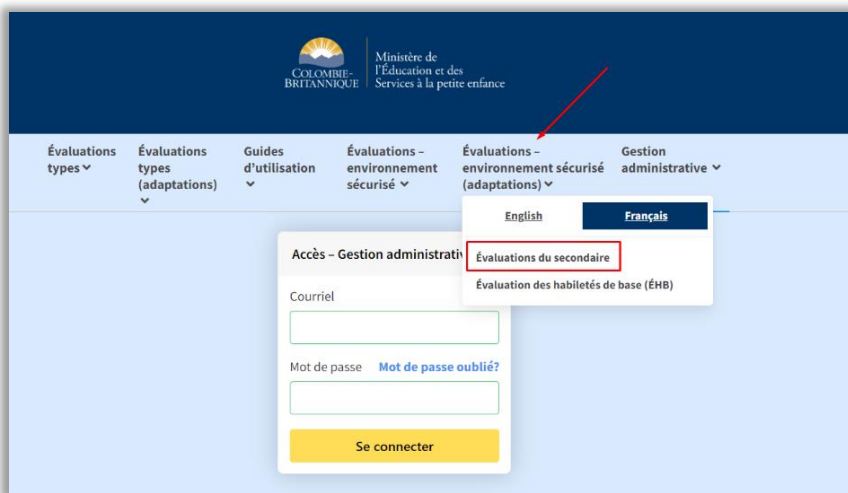 COLOMBIE-
BRITANNIQUE
Ministère de
l'Éducation et des
Services à la petite enfance
Évaluations
types
Évaluations
types
(adaptations)
Guides
d'utilisation
Évaluations –
environnement
sécurisé
Évaluations –
environnement sécurisé
(adaptations)
Gestion
administrative
English
Français
Évaluations du secondaire
Évaluation des habiletés de base (ÉHB)
Accès – Gestion administrati
Courriel
Mot de passe
Mot de passe oublié?
Se connecter